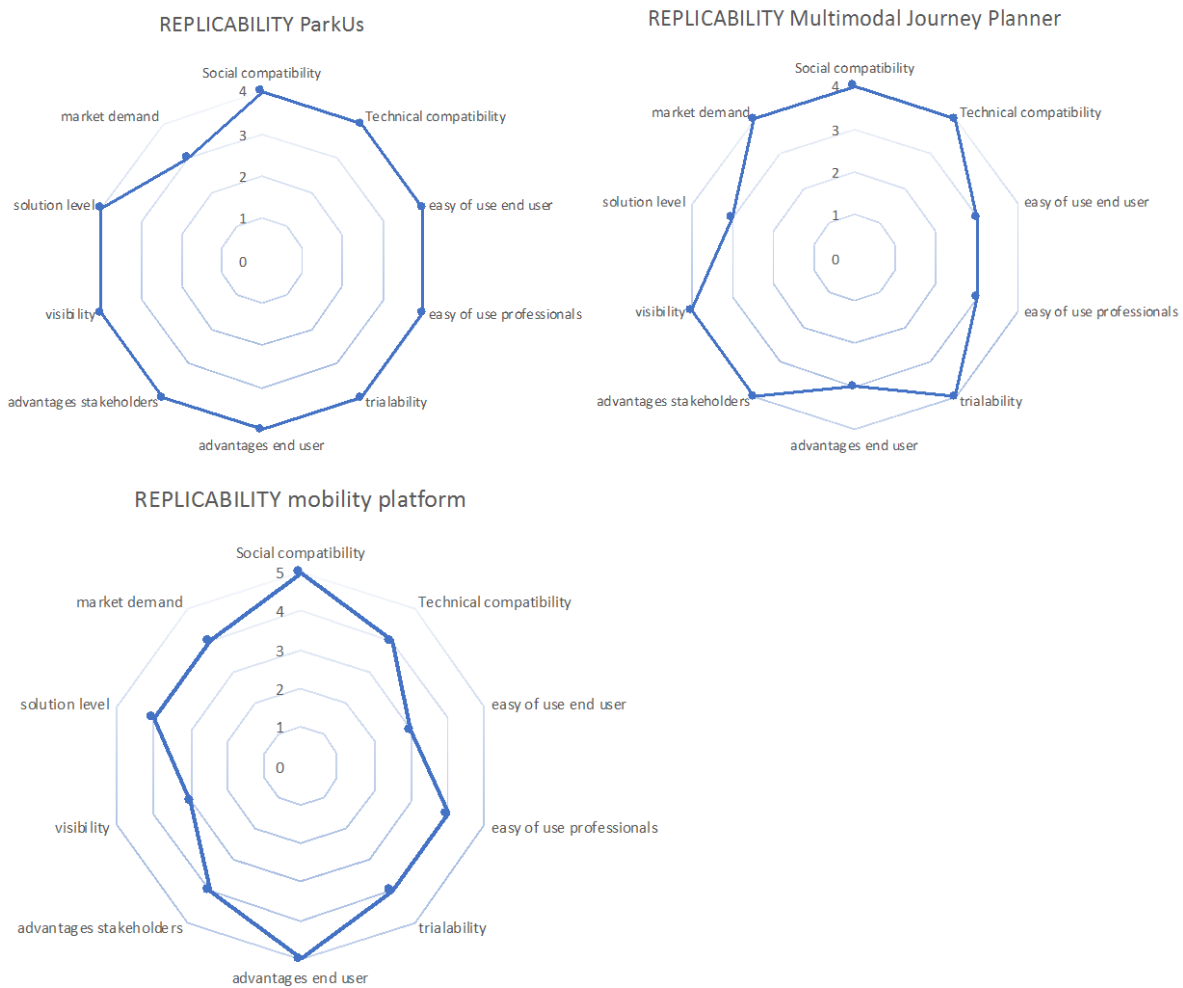 REPLICABILITY ParkUs
Social compatibility
4
market demand
Technical compatibility
3
2
solution level
easy of use end user
1
0
visibility
easy of use professionals
advantages stakeholders
trialability
advantages end user
REPLICABILITY Multimodal Journey Planner
Social compatibility
4
market demand
Technical compatibility
3
2
solution level
easy of use end user
1
0
visibility
easy of use professionals
advantages stakeholders
trialability
advantages end user
REPLICABILITY mobility platform
Social compatibility
5
market demand
Technical compatibility
4
3
2
solution level
easy of use end user
1
0
visibility
easy of use professionals
advantages stakeholders
trialability
advantages end user